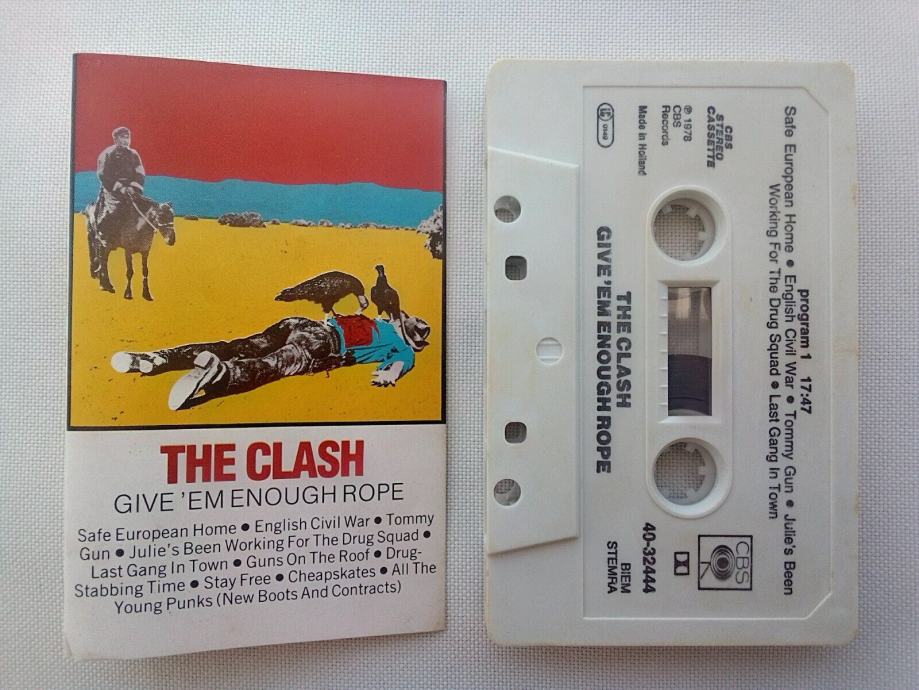 THE CLASH
GIVE 'EM ENOUGH ROPE
Safe European Home ● English Civil War ● Tommy
Gun ● Julie's Been Working For The Drug Squad ●
Last Gang In Town ● Guns On The Roof ● Drug-
Stabbing Time ● Stay Free ● Cheapskates ● All The
Young Punks (New Boots And Contracts)
program 1 17:47
Safe European Home ● English Civil War ● Tommy Gun ● Julie's Been
Working For The Drug Squad ● Last Gang In Town
CBS
STEREO
CASSETTE
℗ 1978
CBS
Records
Made in Holland
THE CLASH
GIVE 'EM ENOUGH ROPE
CBS
40-32444
BIEM
STEMRA